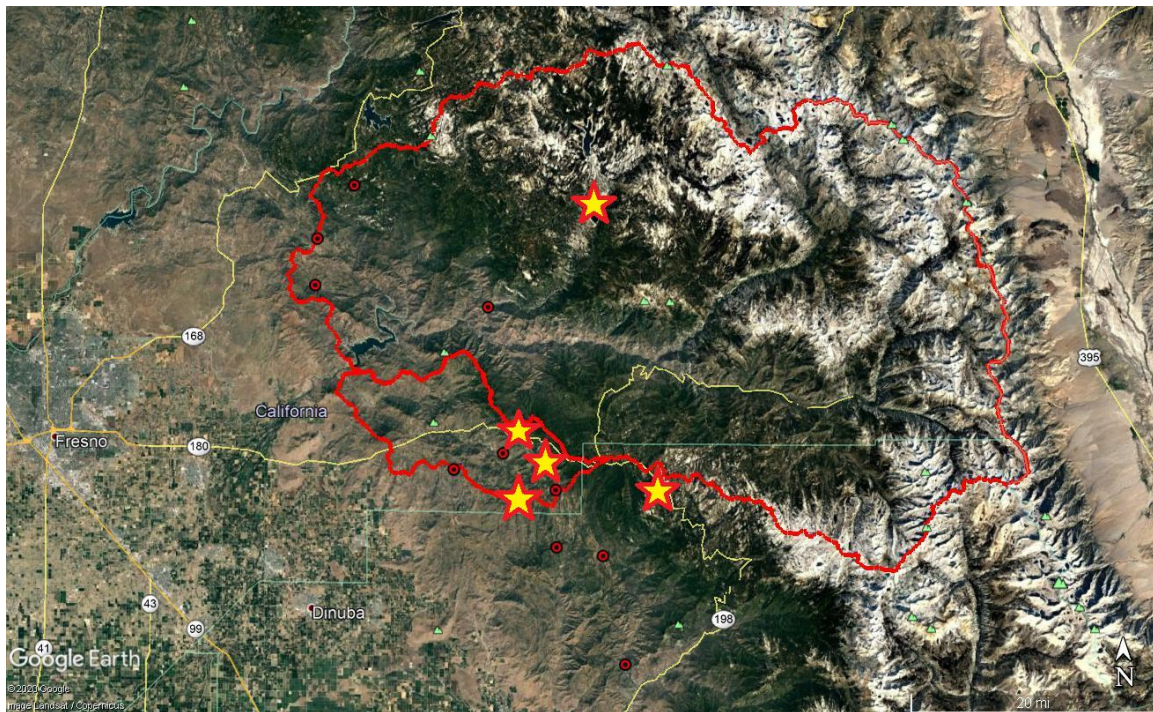 168
395
California
180
Fresno
Dinuba
43
99
198
41
Google Earth
N
© 2020 Google
Image Landsat / Copernicus
20 mi